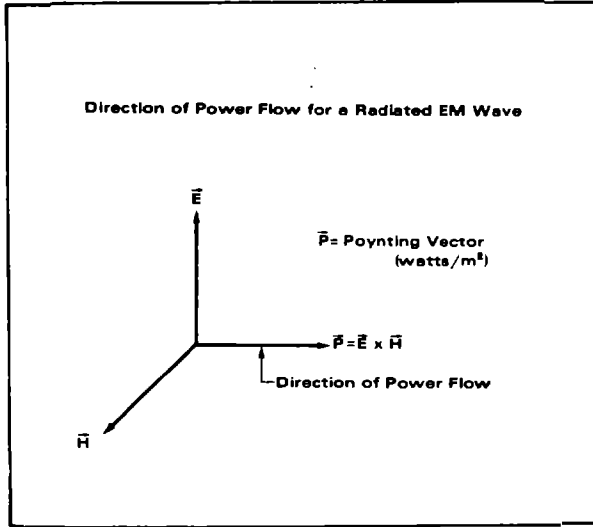 Direction of Power Flow for a Radiated EM Wave
E⃗
P⃗= Poynting Vector
(watts/m²)
P⃗=E⃗ x H⃗
Direction of Power Flow
H⃗